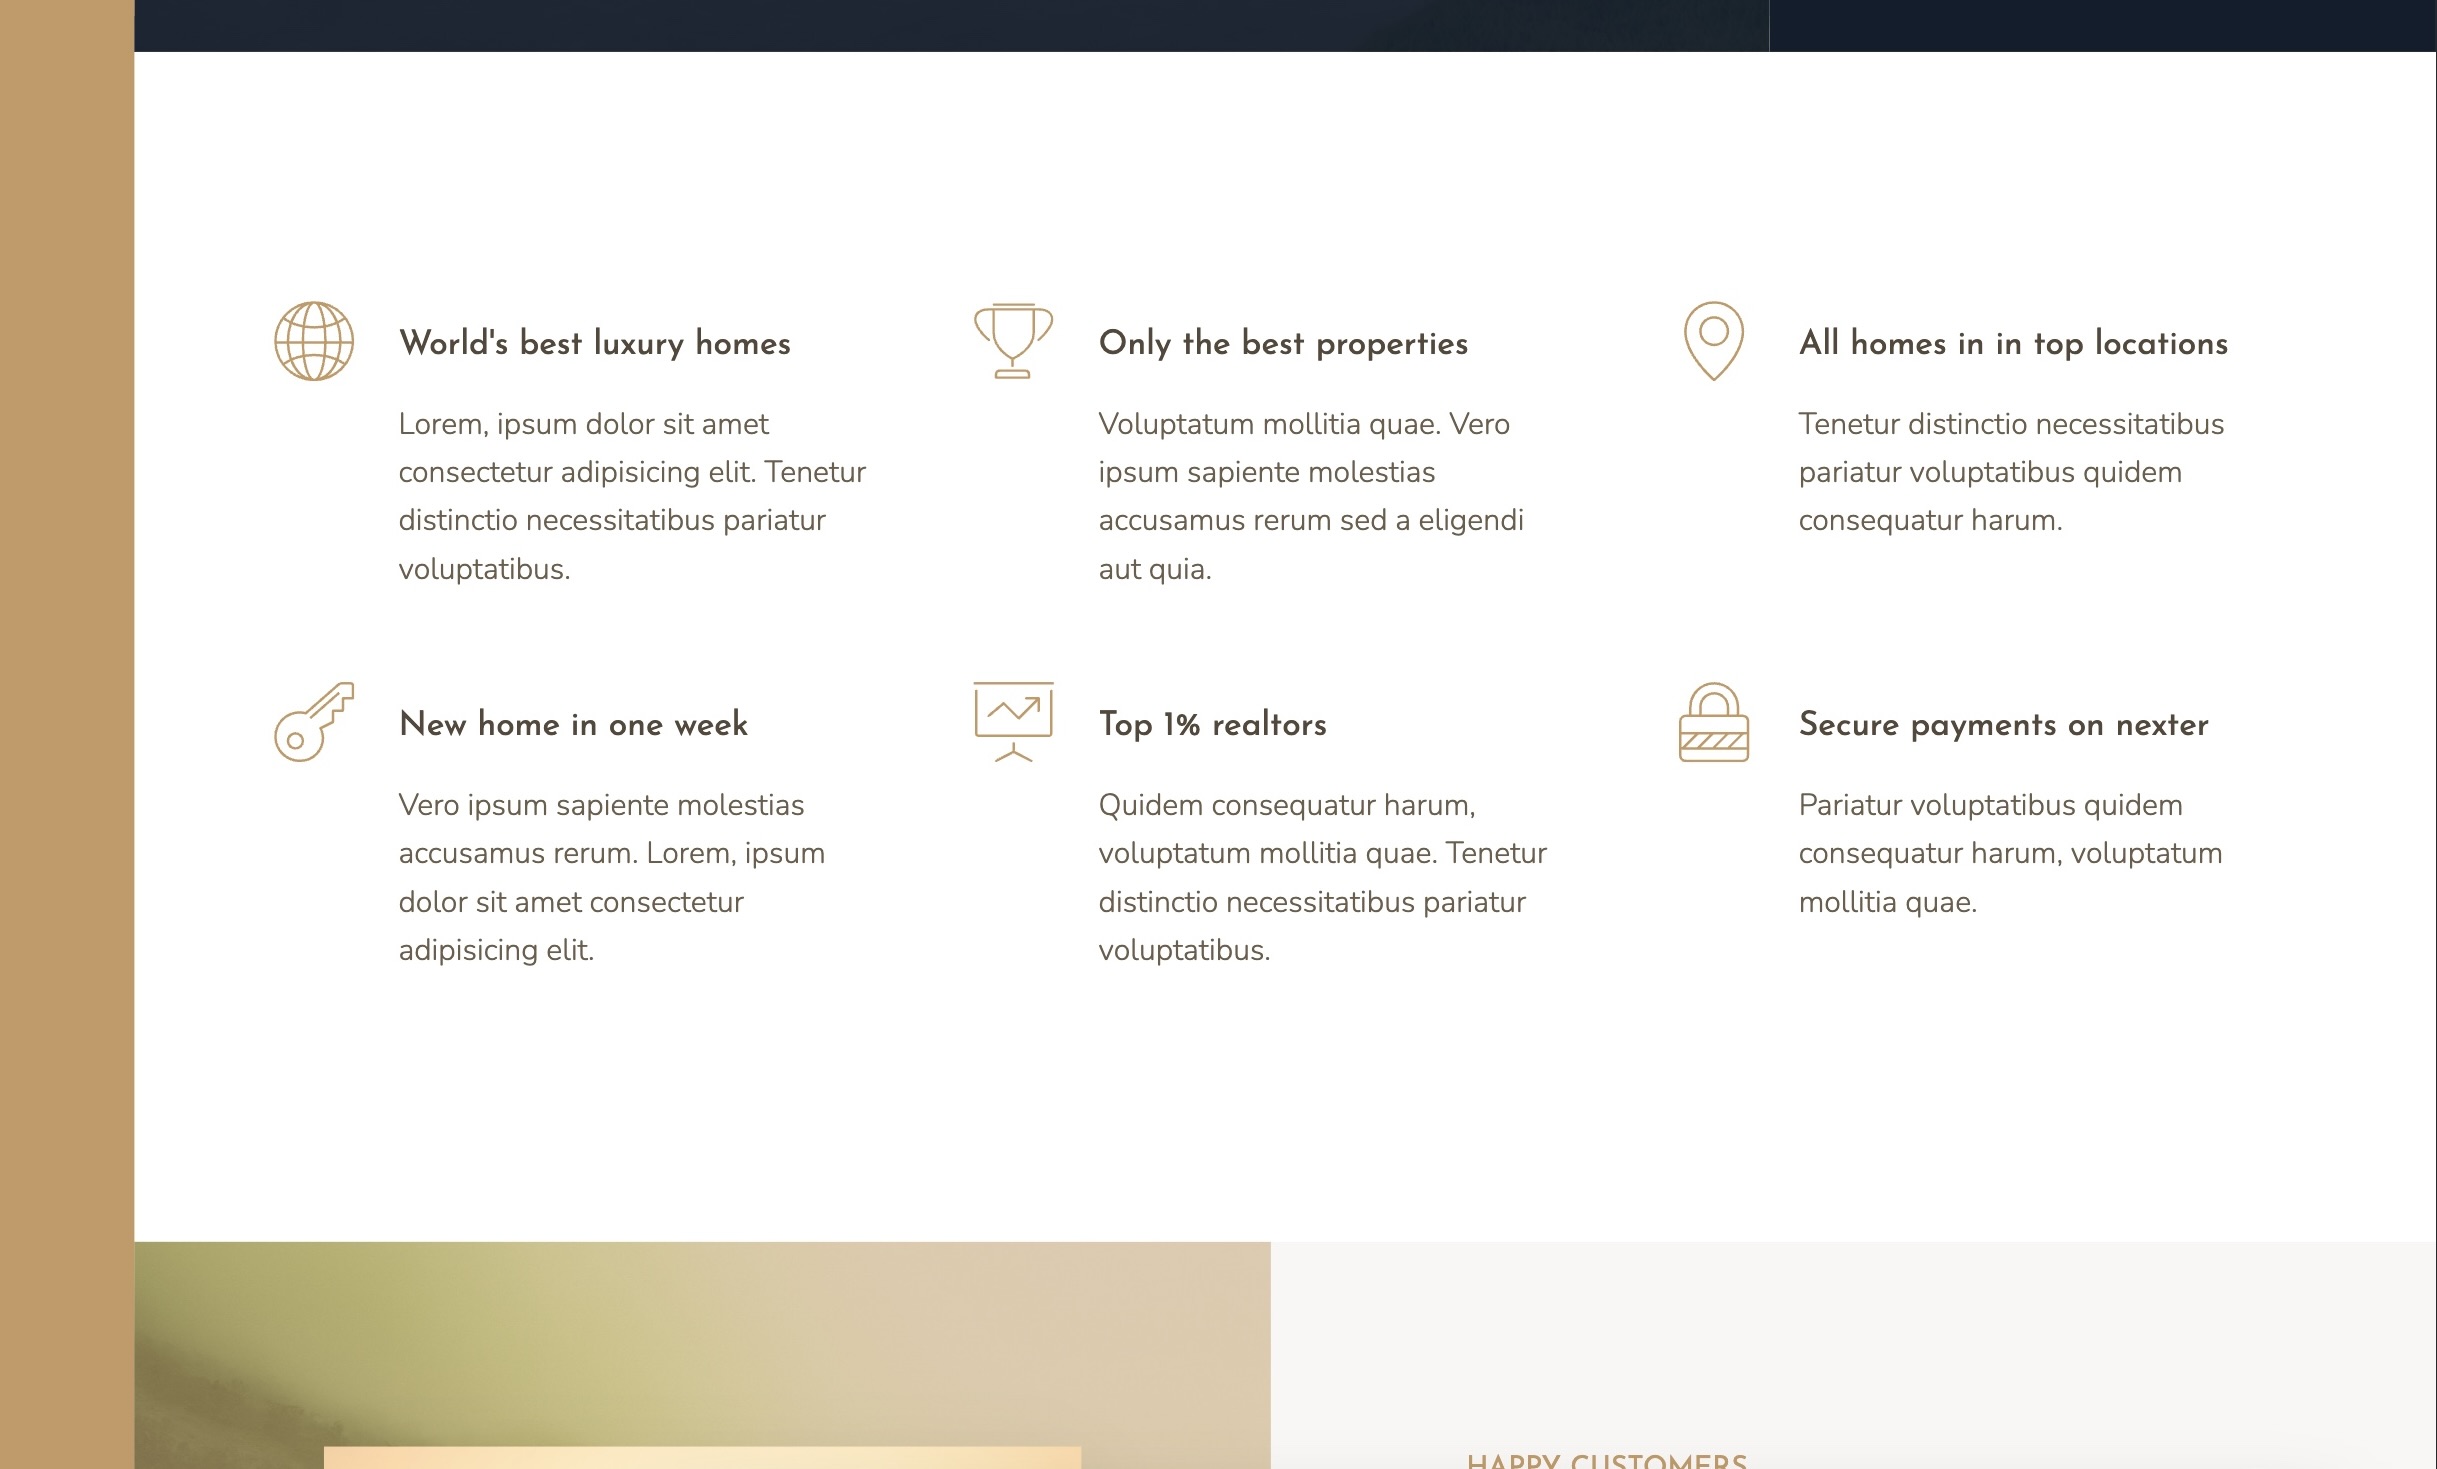 World's best luxury homes
Lorem, ipsum dolor sit amet
consectetur adipisicing elit. Tenetur
distinctio necessitatibus pariatur
voluptatibus.
Only the best properties
Voluptatum mollitia quae. Vero
ipsum sapiente molestias
accusamus rerum sed a eligendi
aut quia.
All homes in in top locations
Tenetur distinctio necessitatibus
pariatur voluptatibus quidem
consequatur harum.
New home in one week
Vero ipsum sapiente molestias
accusamus rerum. Lorem, ipsum
dolor sit amet consectetur
adipisicing elit.
Top 1% realtors
Quidem consequatur harum,
voluptatum mollitia quae. Tenetur
distinctio necessitatibus pariatur
voluptatibus.
Secure payments on nexter
Pariatur voluptatibus quidem
consequatur harum, voluptatum
mollitia quae.
HAPPY CUSTOMERS